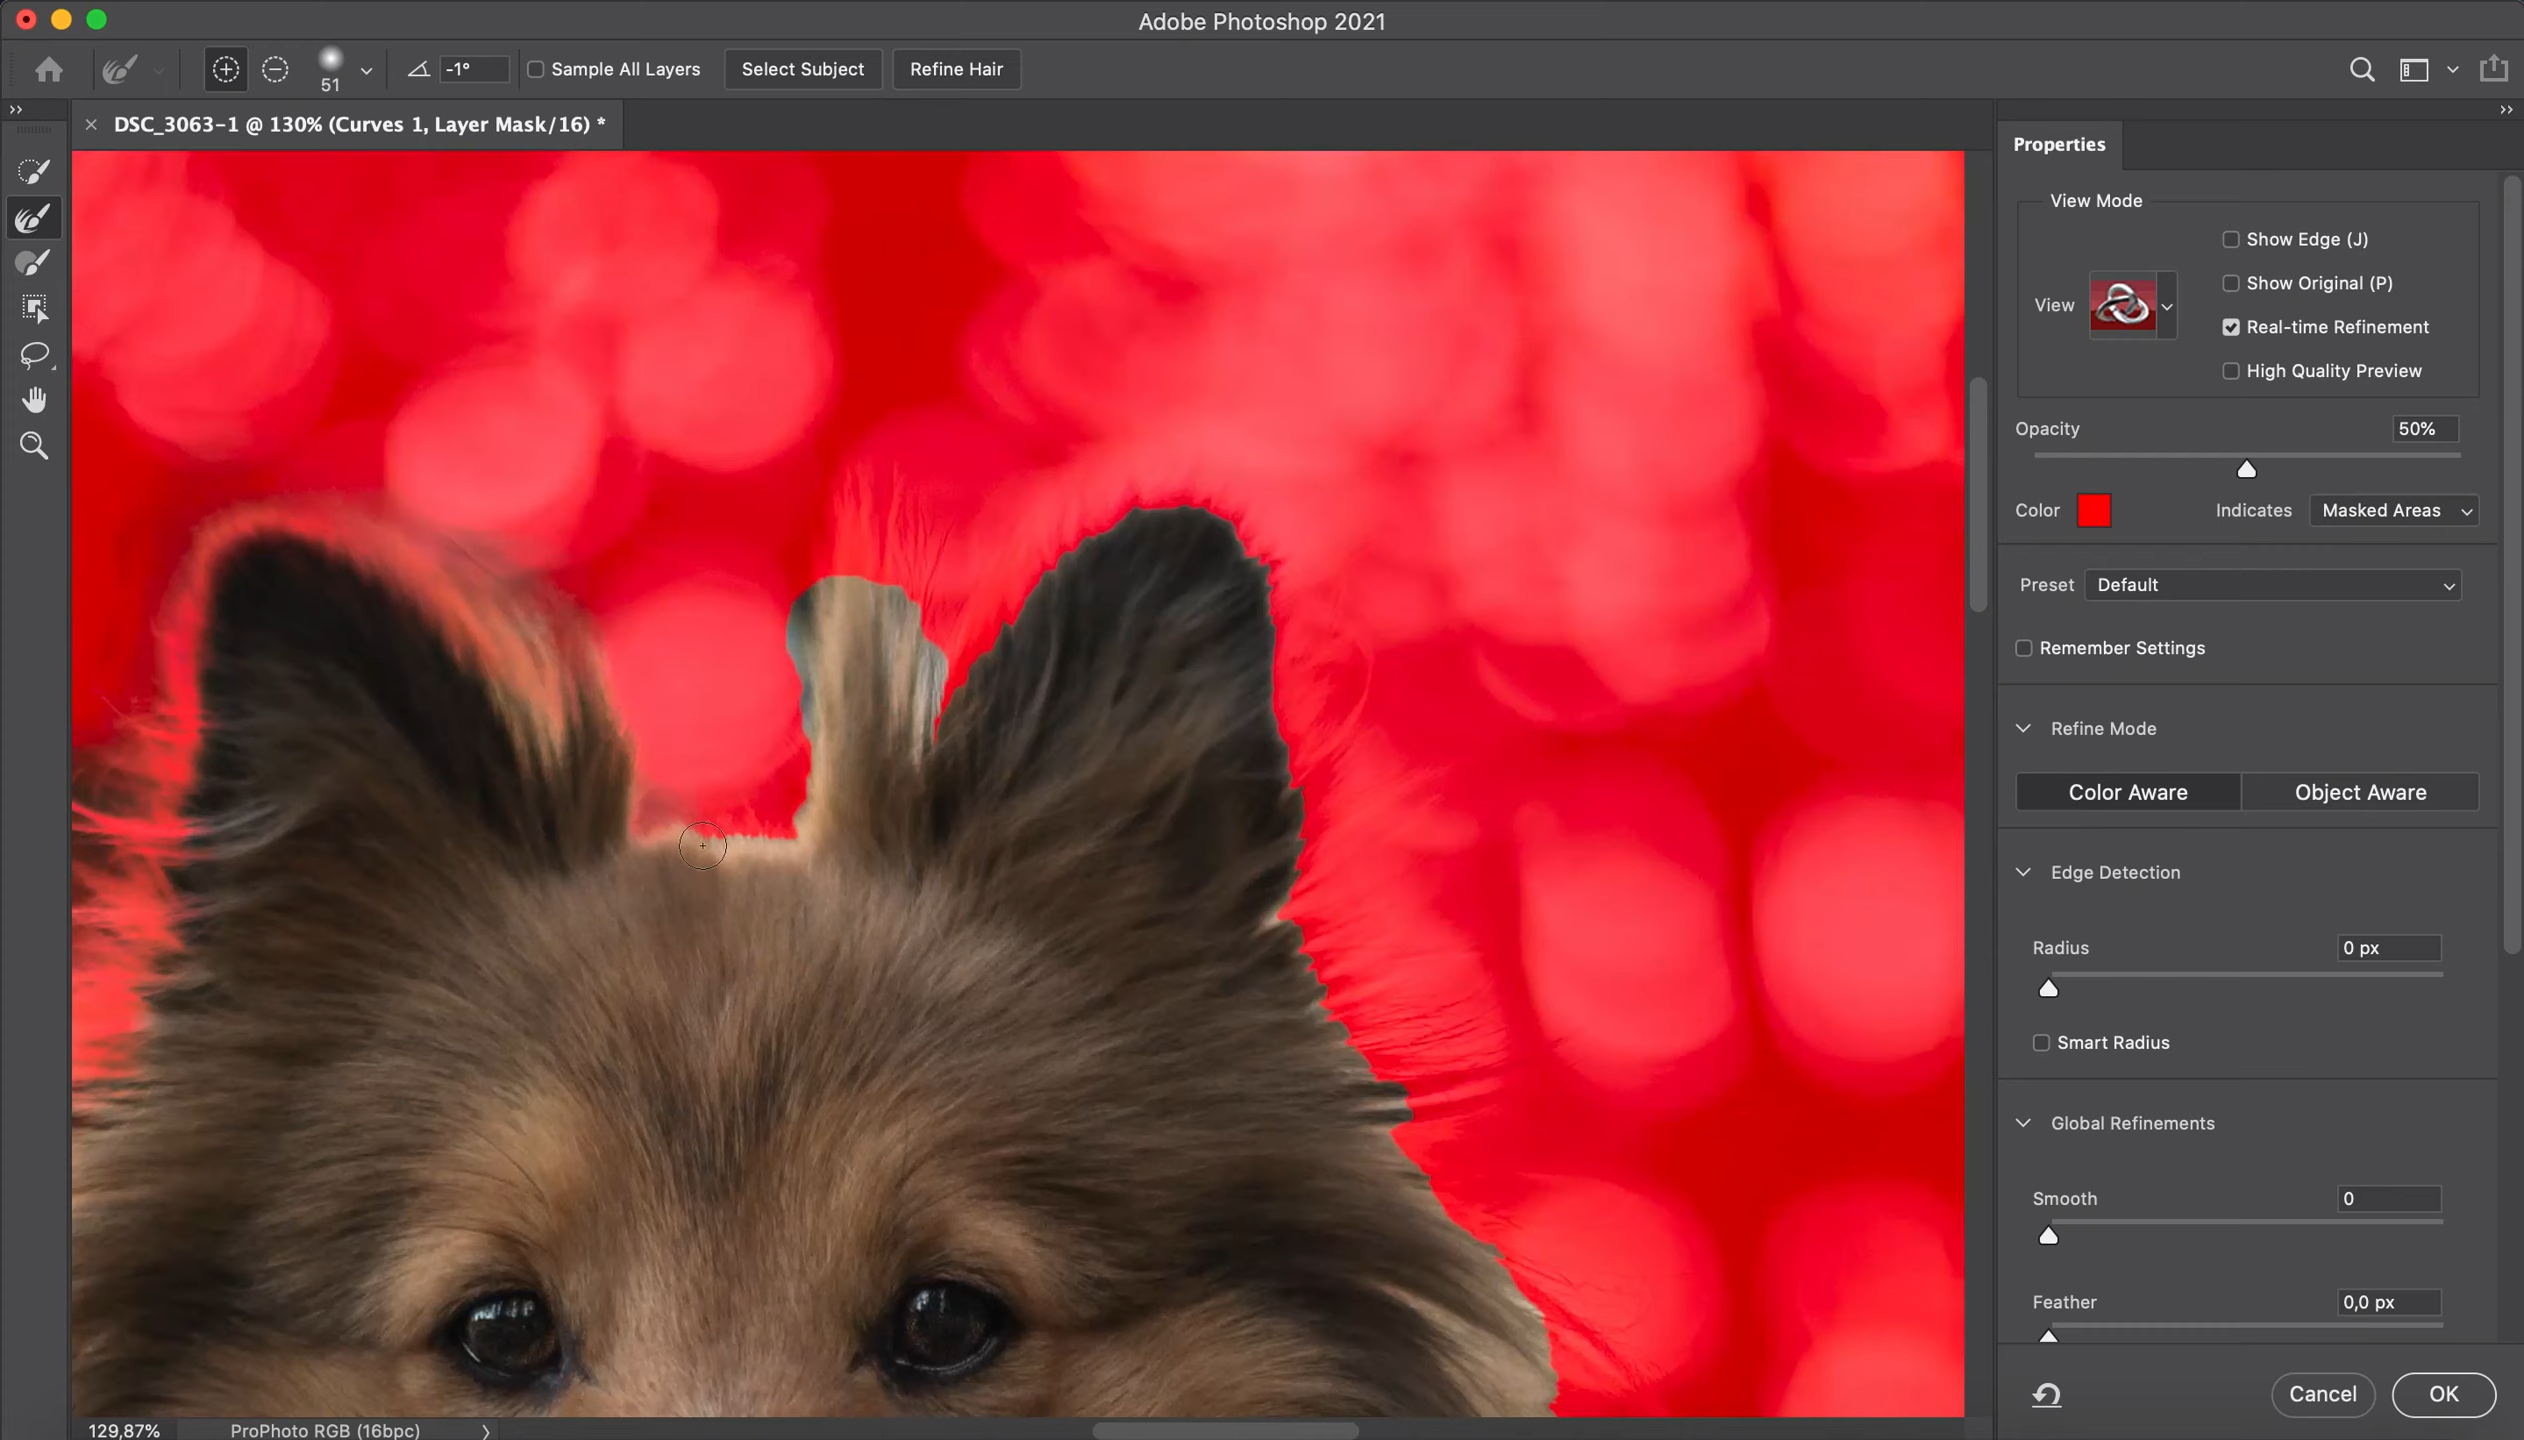 Adobe Photoshop 2021
51
-1°
Sample All Layers
Select Subject
Refine Hair
DSC_3063-1 @ 130% (Curves 1, Layer Mask/16) *
Properties
View Mode
Show Edge (J)
Show Original (P)
View
Real-time Refinement
High Quality Preview
Opacity 50%
Color Indicates Masked Areas
Preset Default
Remember Settings
Refine Mode
Color Aware Object Aware
Edge Detection
Radius 0 px
Smart Radius
Global Refinements
Smooth 0
Feather 0,0 px
Cancel OK
129,87% ProPhoto RGB (16bpc)